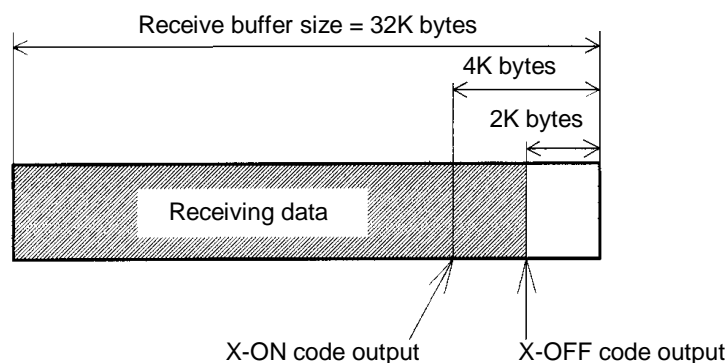 Receive buffer size = 32K bytes
4K bytes
2K bytes
Receiving data
X-ON code output
X-OFF code output